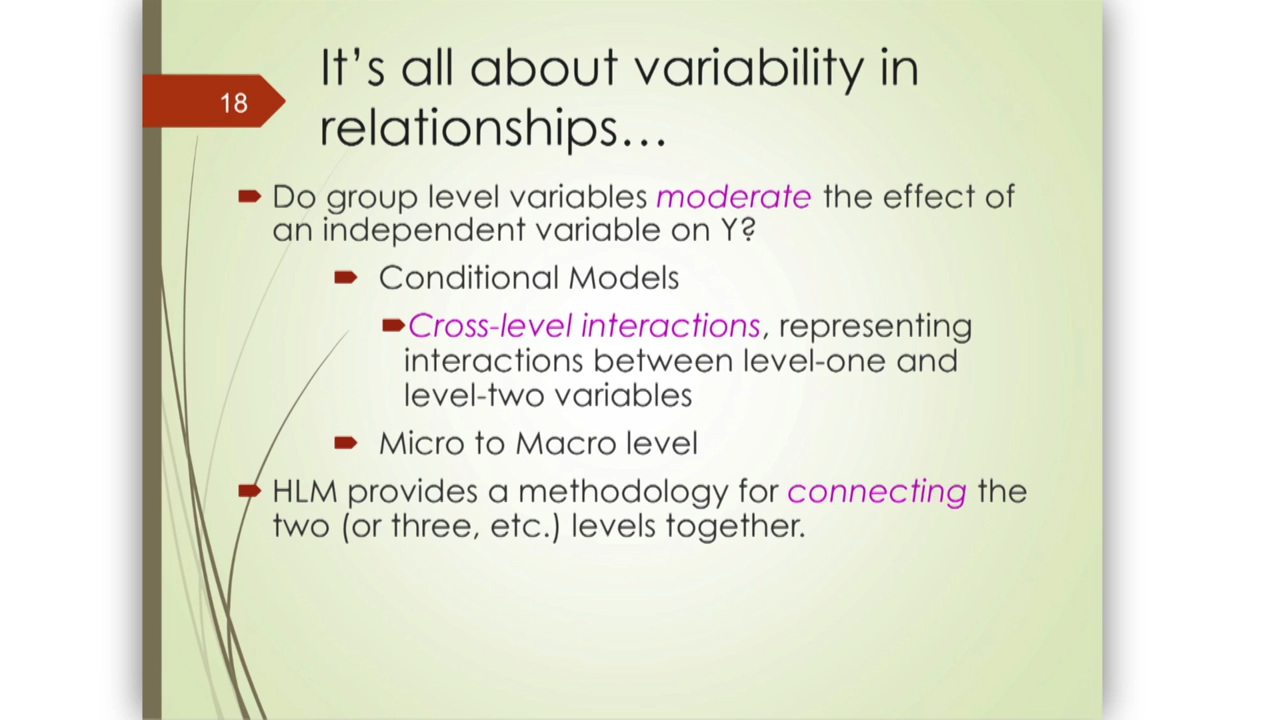 18
It's all about variability in
relationships…
Do group level variables moderate the effect of
an independent variable on Y?
Conditional Models
Cross-level interactions, representing
interactions between level-one and
level-two variables
Micro to Macro level
HLM provides a methodology for connecting the
two (or three, etc.) levels together.